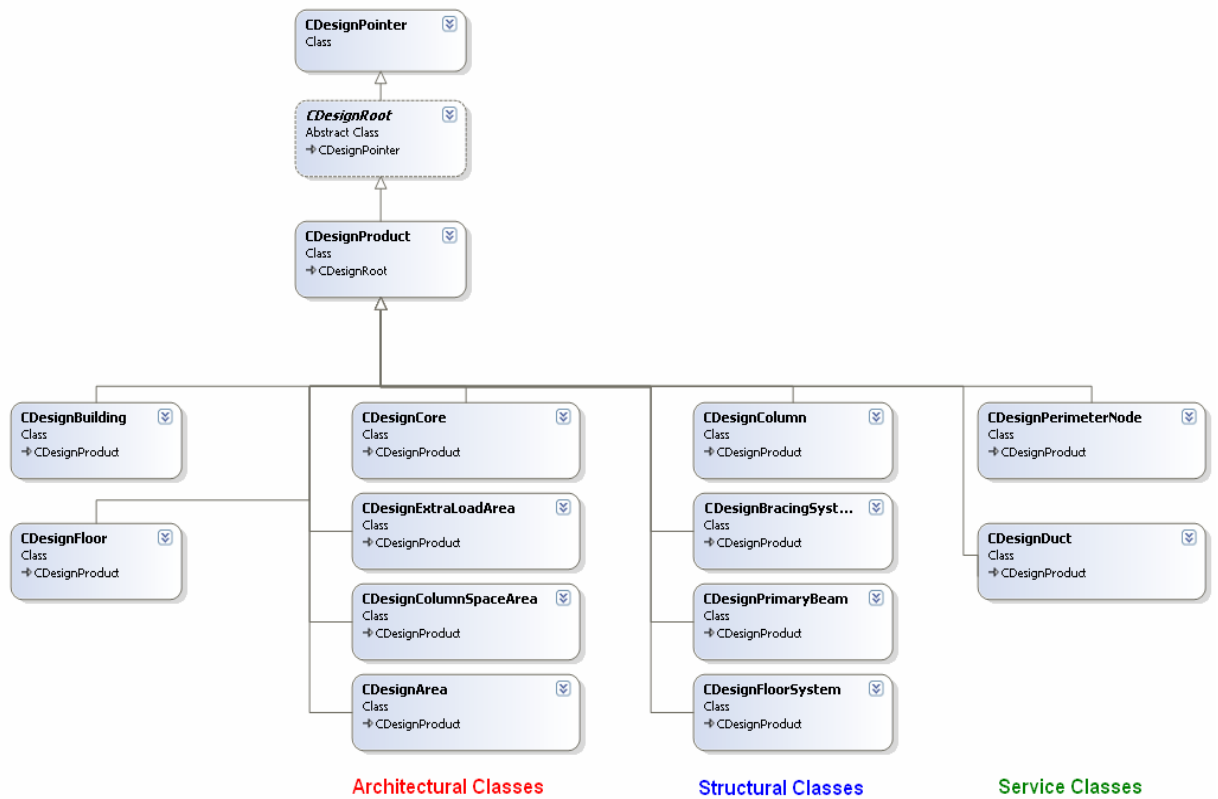 CDesignPointer
Class
CDesignRoot
Abstract Class
CDesignPointer
CDesignProduct
Class
CDesignRoot
CDesignBuilding
Class
CDesignProduct
CDesignFloor
Class
CDesignProduct
CDesignCore
Class
CDesignProduct
CDesignExtraLoadArea
Class
CDesignProduct
CDesignColumnSpaceArea
Class
CDesignProduct
CDesignArea
Class
CDesignProduct
Architectural Classes
CDesignColumn
Class
CDesignProduct
CDesignBracingSyst...
Class
CDesignProduct
CDesignPrimaryBeam
Class
CDesignProduct
CDesignFloorSystem
Class
CDesignProduct
Structural Classes
CDesignPerimeterNode
Class
CDesignProduct
CDesignDuct
Class
CDesignProduct
Service Classes